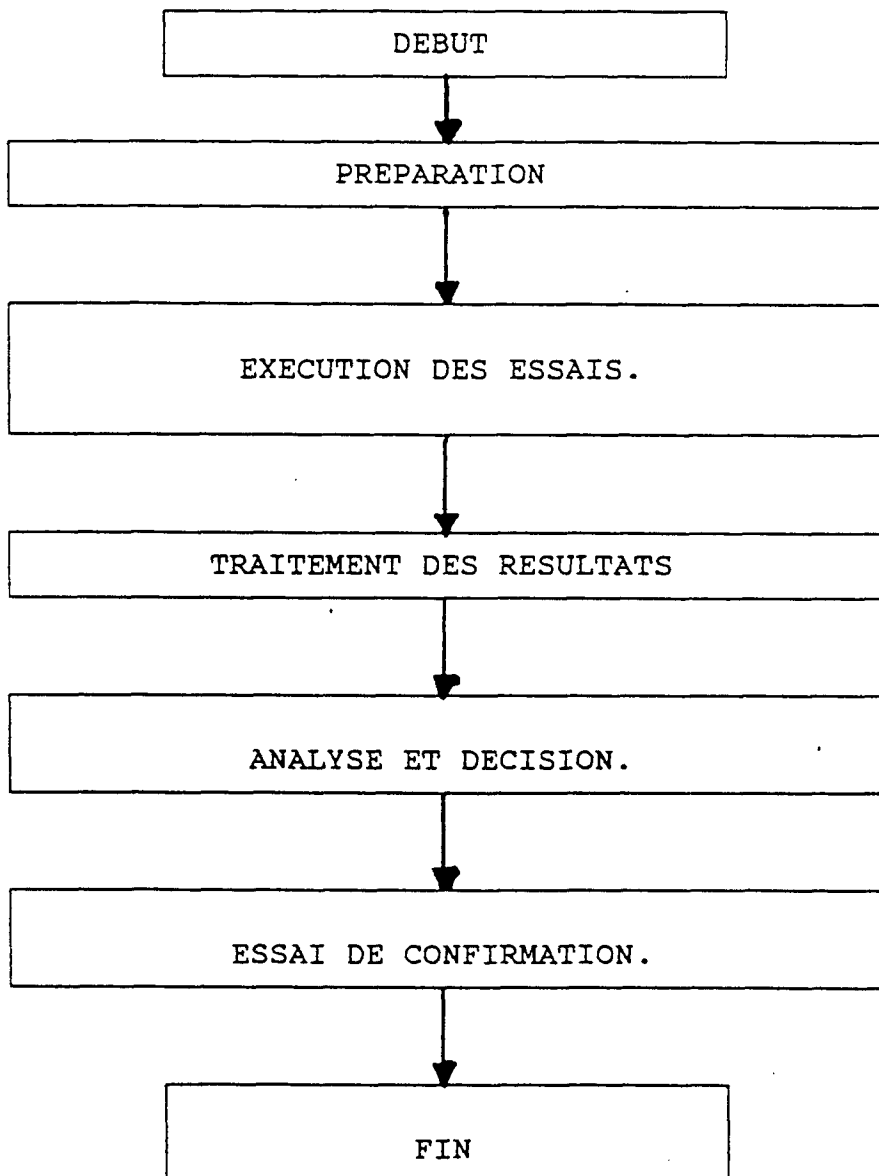 DEBUT
PREPARATION
EXECUTION DES ESSAIS.
TRAITEMENT DES RESULTATS
ANALYSE ET DECISION.
ESSAI DE CONFIRMATION.
FIN